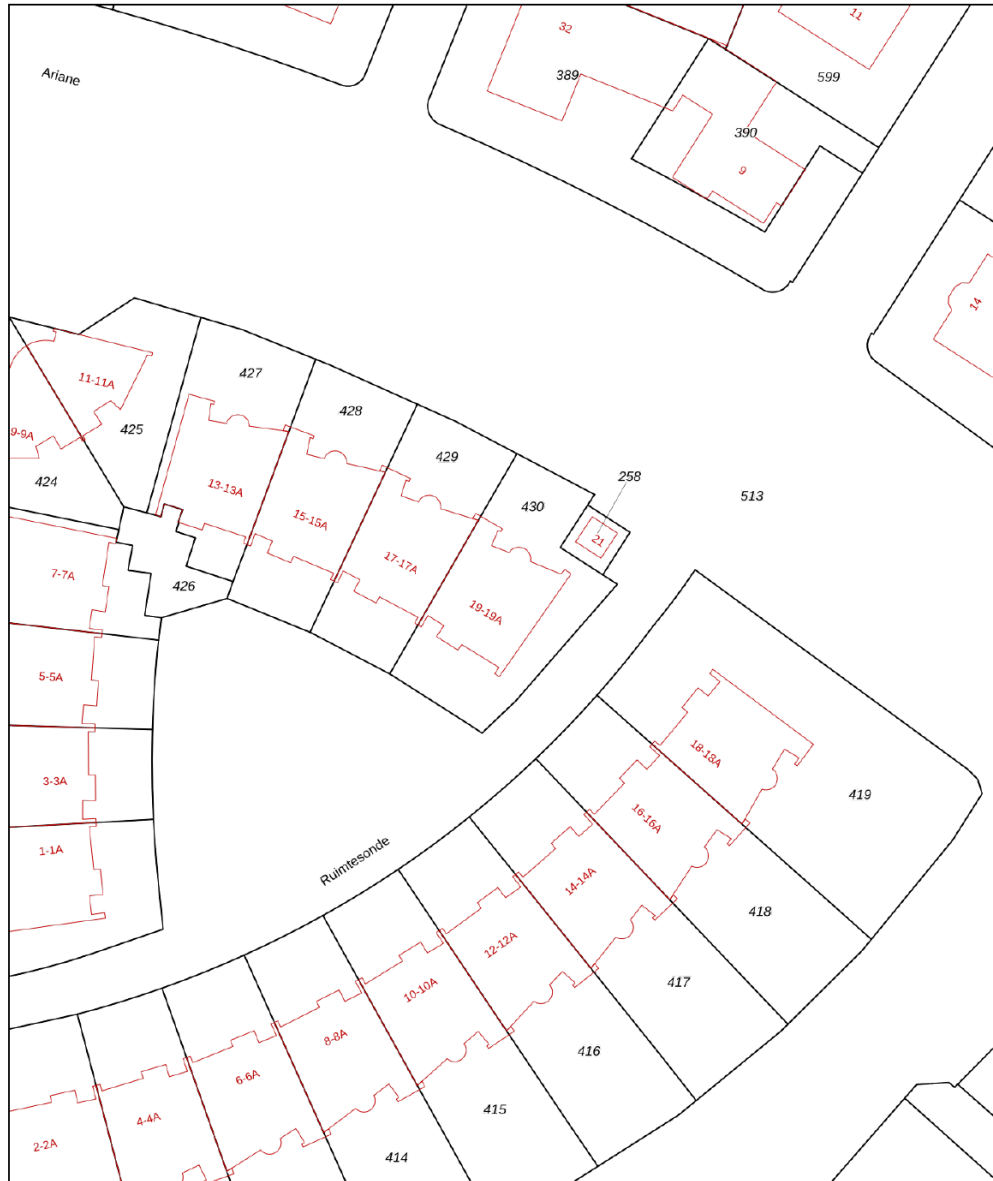 32
11
Ariane
389
599
390
9
14
427
11-11A
428
425
9-9A
429
258
424
13-13A
430
513
15-15A
21
17-17A
7-7A
426
19-19A
5-5A
18-18A
3-3A
419
16-16A
1-1A
Ruimtesonde
14-14A
418
12-12A
417
10-10A
8-8A
416
6-6A
415
4-4A
2-2A
414